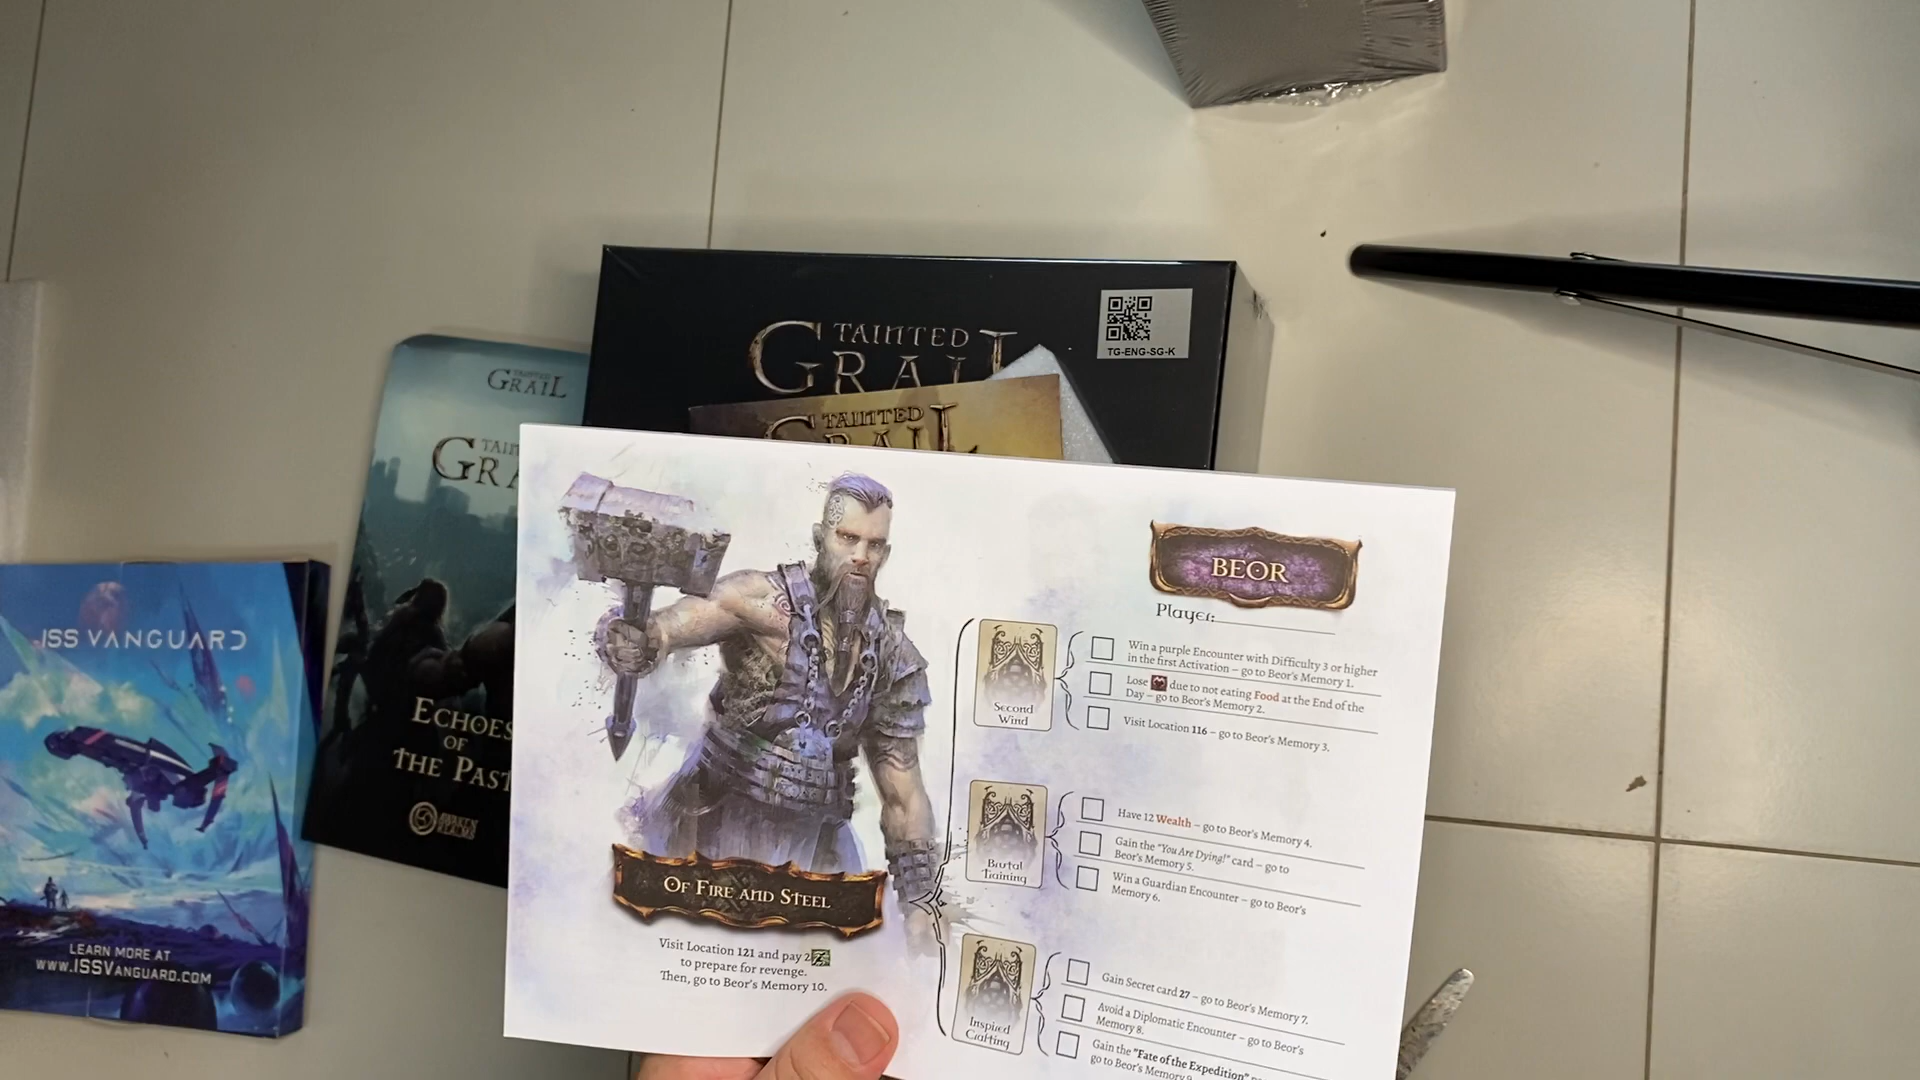 TAINTED
GRAIL
TG-ENG-SG-K
TAINTED
GRAIL
TAINTED
GRAIL
ECHOES
OF
THE PAST
AWAKEN
REALMS
ISS VANGUARD
LEARN MORE AT
WWW.ISSVANGUARD.COM
BEOR
Player:
Second
Wind
Win a purple Encounter with Difficulty 3 or higher
in the first Activation – go to Beor's Memory 1.
Lose due to not eating Food at the End of the
Day – go to Beor's Memory 2.
Visit Location 116 – go to Beor's Memory 3.
Brutal
Training
Have 12 Wealth – go to Beor's Memory 4.
Gain the "You Are Dying!" card – go to
Beor's Memory 5.
Win a Guardian Encounter – go to Beor's
Memory 6.
Inspired
Crafting
Gain Secret card 27 – go to Beor's Memory 7.
Avoid a Diplomatic Encounter – go to Beor's
Memory 8.
Gain the "Fate of the Expedition"
go to Beor's Memory 9
OF FIRE AND STEEL
Visit Location 121 and pay 2
to prepare for revenge.
Then, go to Beor's Memory 10.